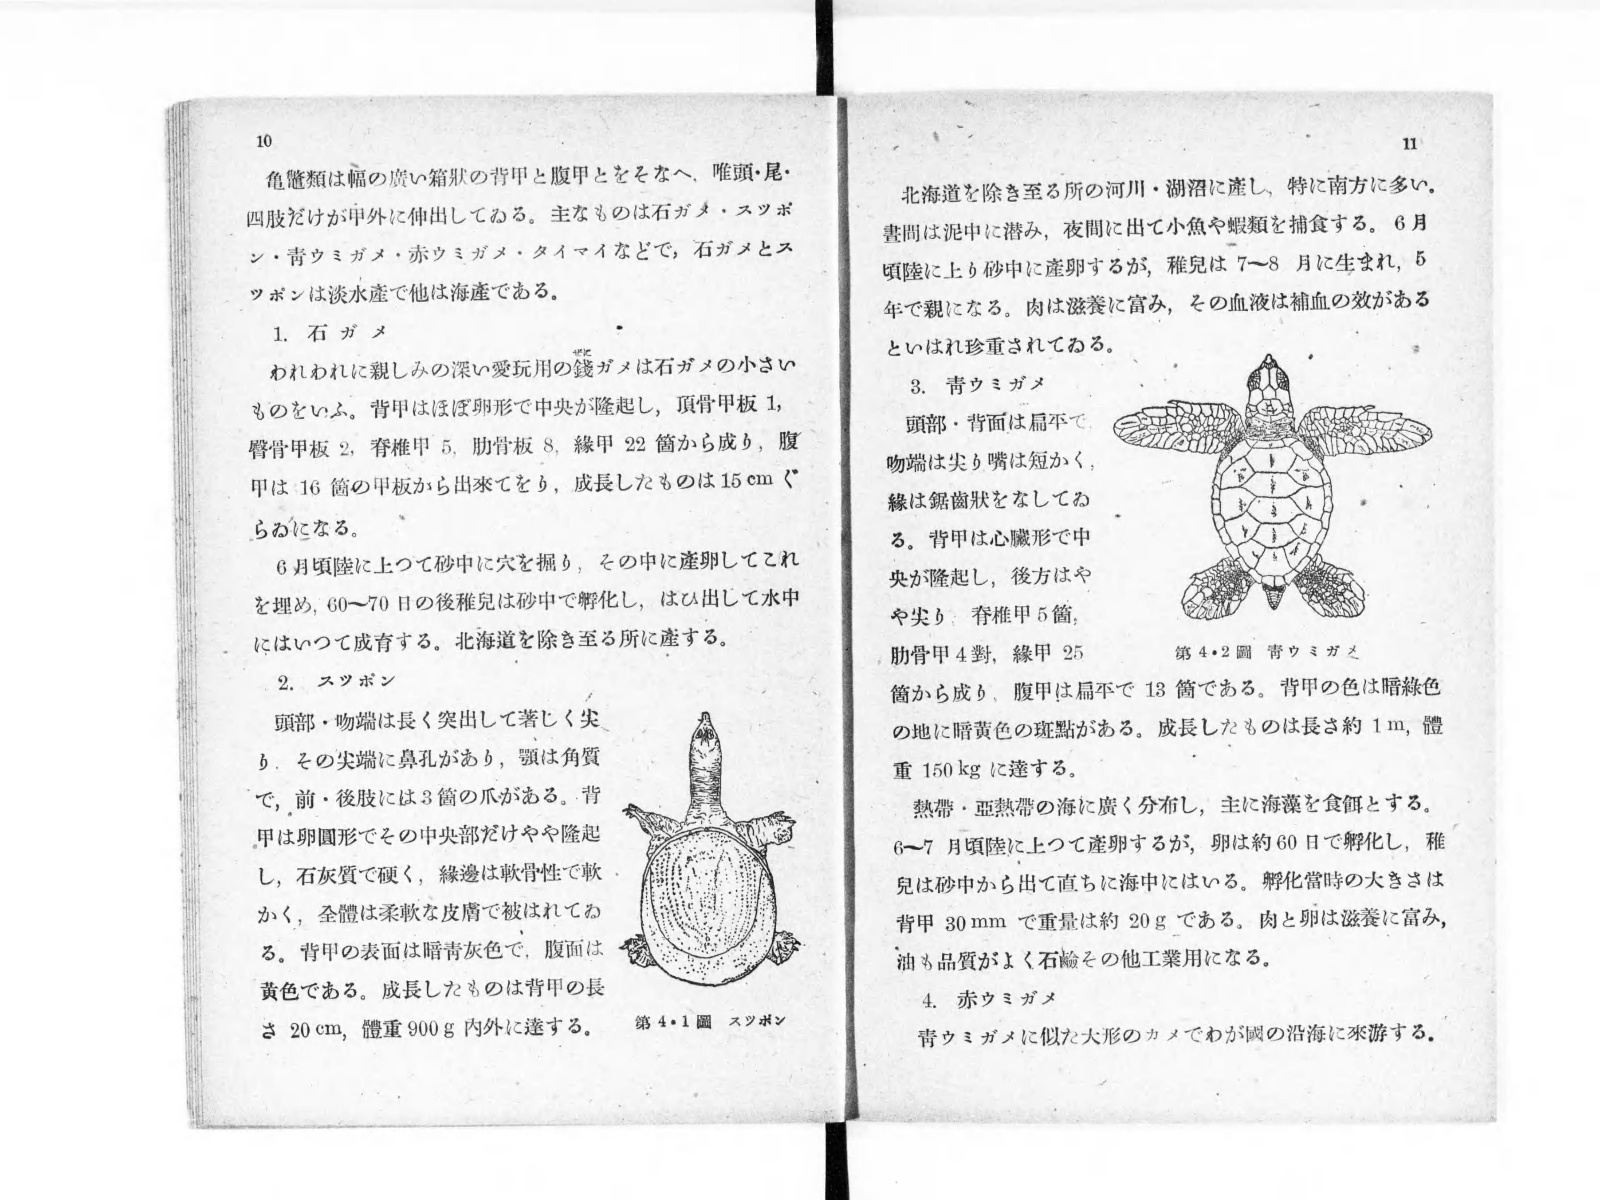 10
亀鼈類は幅の廣い箱狀の背甲と腹甲とをそなへ，唯頭・尾・
四肢だけが甲外に伸出してゐる。主なものは石ガメ・スツポ
ン・靑ウミガメ・赤ウミガメ・タイマイなどで，石ガメとス
ツポンは淡水產で他は海產である。
1. 石ガメ
われわれに親しみの深い愛玩用の錢ガメは石ガメの小さい
ものをいふ。背甲はほぼ卵形で中央が隆起し，頂骨甲板 1，
臀骨甲板 2，脊椎甲 5，肋骨板 8，緣甲 22 箇から成り，腹
甲は 16 箇の甲板から出來てをり，成長したものは 15 cm ぐ
らゐになる。
6 月頃陸に上つて砂中に穴を掘り，その中に產卵してこれ
を埋め，60〜70 日の後稚兒は砂中で孵化し，はひ出して水中
にはいつて成育する。北海道を除き至る所に產する。
2. スツポン
頭部・吻端は長く突出して著じく尖
り，その尖端に鼻孔があり，顎は角質
で，前・後肢には 3 箇の爪がある。背
甲は卵圓形でその中央部だけやや隆起
し，石灰質で硬く，緣邊は軟骨性で軟
かく，全體は柔軟な皮膚で被はれてゐ
る。背甲の表面は暗靑灰色で，腹面は
黃色である。成長したものは背甲の長
さ 20 cm，體重 900 g 內外に達する。
第 4・1 圖 スツポン
11
北海道を除き至る所の河川・湖沼に產し，特に南方に多い。
晝間は泥中に潜み，夜間に出て小魚や蝦類を捕食する。6 月
頃陸に上り砂中に產卵するが，稚兒は 7〜8 月に生まれ，5
年で親になる。肉は滋養に富み，その血液は補血の效がある
といはれ珍重されてゐる。
3. 靑ウミガメ
頭部・背面は扁平で，
吻端は尖り嘴は短かく，
緣は鋸齒狀をなしてゐ
る。背甲は心臟形で中
央が隆起し，後方はや
や尖り，脊椎甲 5 箇，
肋骨甲 4 對，緣甲 25
箇から成り，腹甲は扁平で 13 箇である。背甲の色は暗綠色
の地に暗黃色の斑點がある。成長したものは長さ約 1 m，體
重 150 kg に達する。
熱帶・亞熱帶の海に廣く分布し，主に海藻を食餌とする。
6〜7 月頃陸に上つて產卵するが，卵は約 60 日で孵化し，稚
兒は砂中から出て直ちに海中にはいる。孵化當時の大きさは
背甲 30 mm で重量は約 20 g である。肉と卵は滋養に富み，
油も品質がよく石鹼その他工業用になる。
4. 赤ウミガメ
靑ウミガメに似た大形のカメでわが國の沿海に來游する。
第 4・2 圖 靑ウミガメ